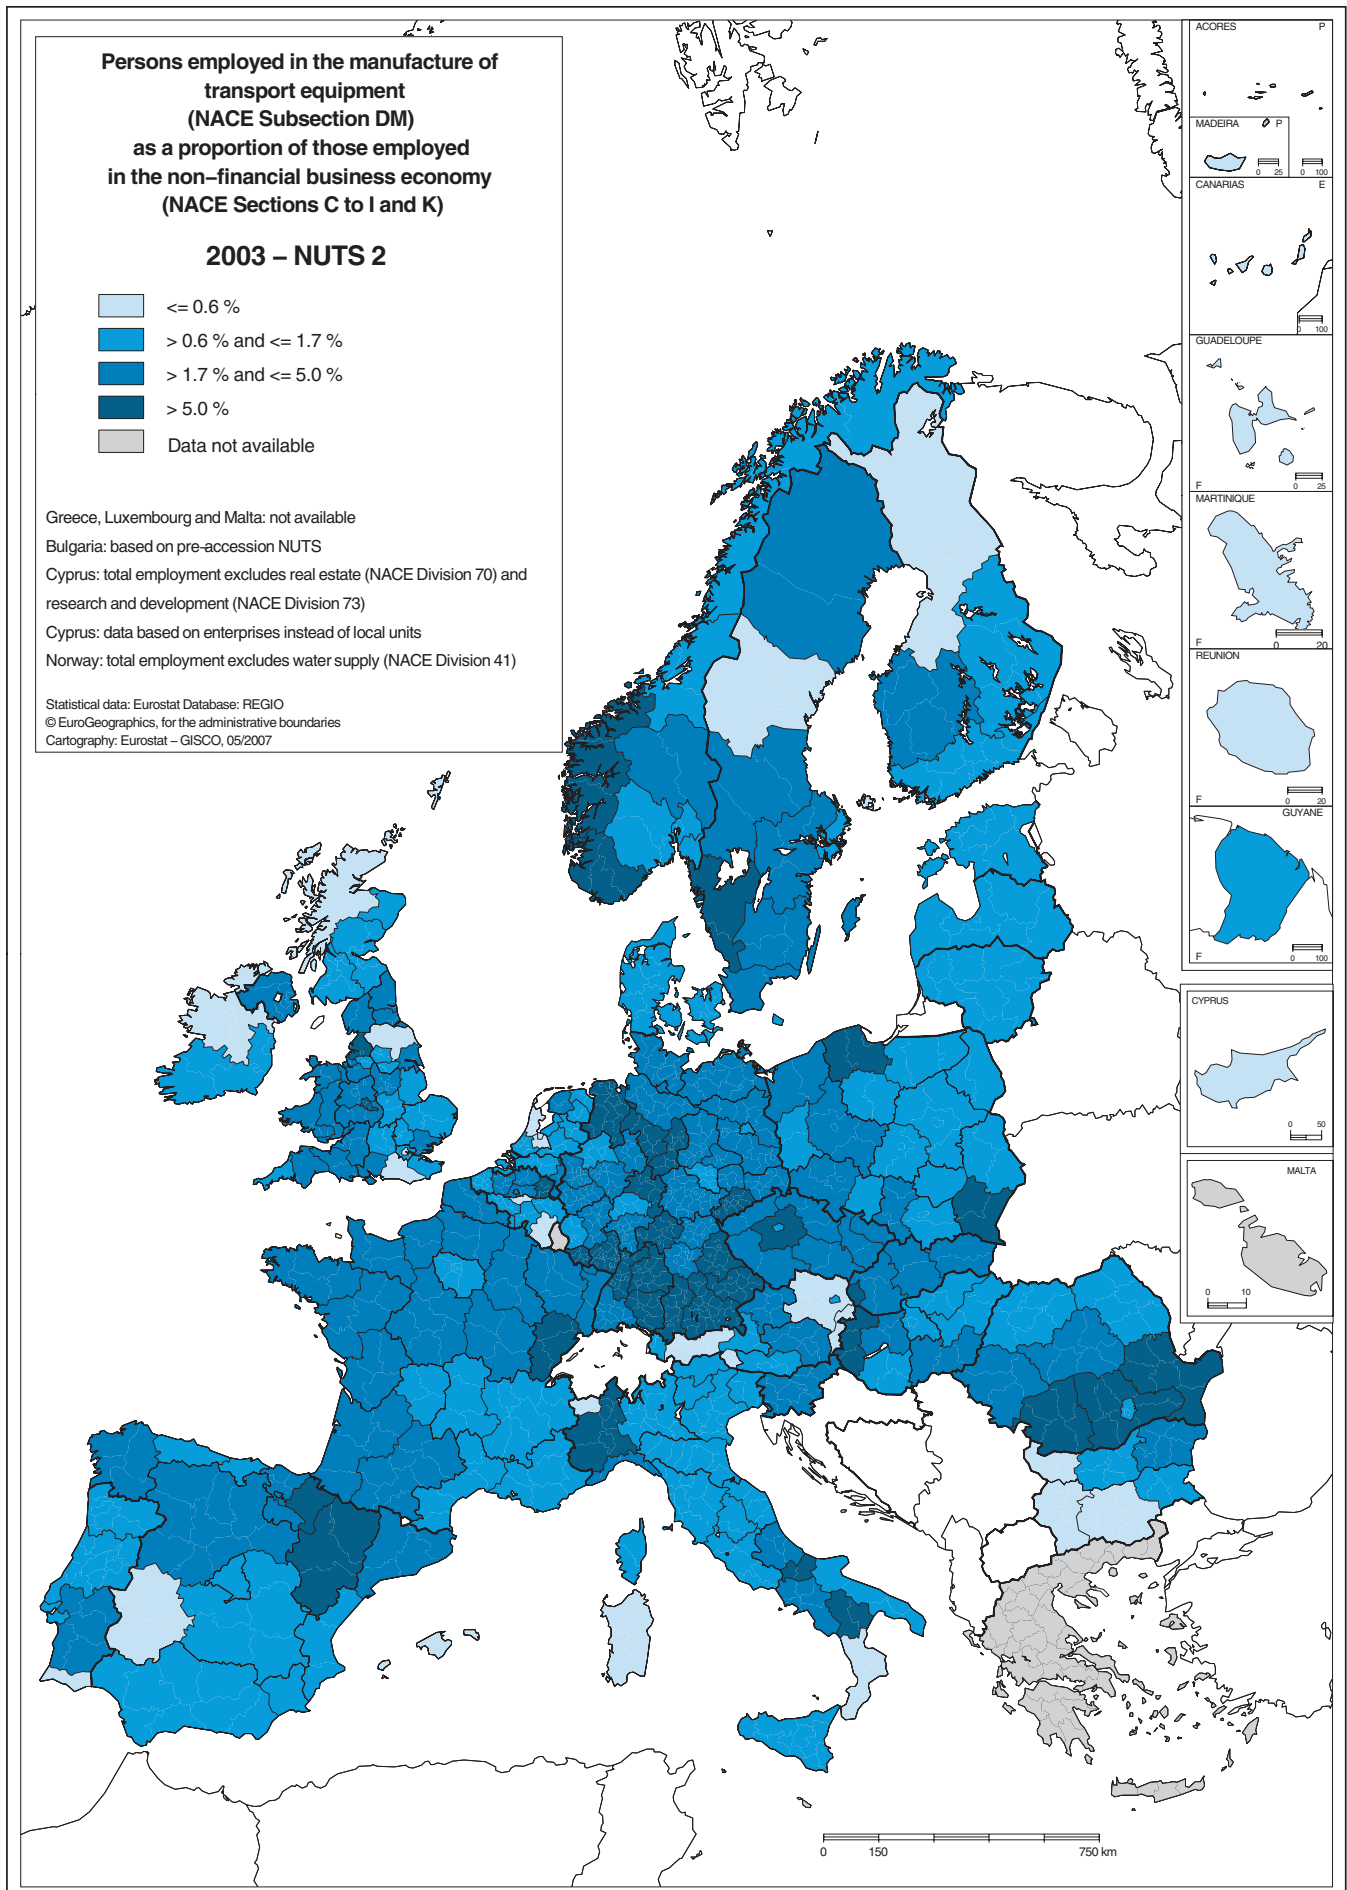 Persons employed in the manufacture of
transport equipment
(NACE Subsection DM)
as a proportion of those employed
in the non–financial business economy
(NACE Sections C to I and K)
2003 – NUTS 2
<= 0.6 %
> 0.6 % and <= 1.7 %
> 1.7 % and <= 5.0 %
> 5.0 %
Data not available
Greece, Luxembourg and Malta: not available
Bulgaria: based on pre-accession NUTS
Cyprus: total employment excludes real estate (NACE Division 70) and
research and development (NACE Division 73)
Cyprus: data based on enterprises instead of local units
Norway: total employment excludes water supply (NACE Division 41)
Statistical data: Eurostat Database: REGIO
© EuroGeographics, for the administrative boundaries
Cartography: Eurostat – GISCO, 05/2007
ACORES P
MADEIRA P
0 25 0 100
CANARIAS E
0 100
GUADELOUPE
F 0 25
MARTINIQUE
F 0 20
REUNION
F 0 20
GUYANE
F 0 100
CYPRUS
0 50
MALTA
0 10
0 150 750 km